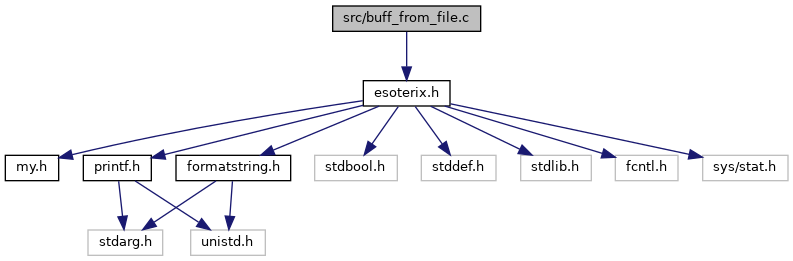 src/buff_from_file.c
esoterix.h
my.h
printf.h
formatstring.h
stdbool.h
stddef.h
stdlib.h
fcntl.h
sys/stat.h
stdarg.h
unistd.h